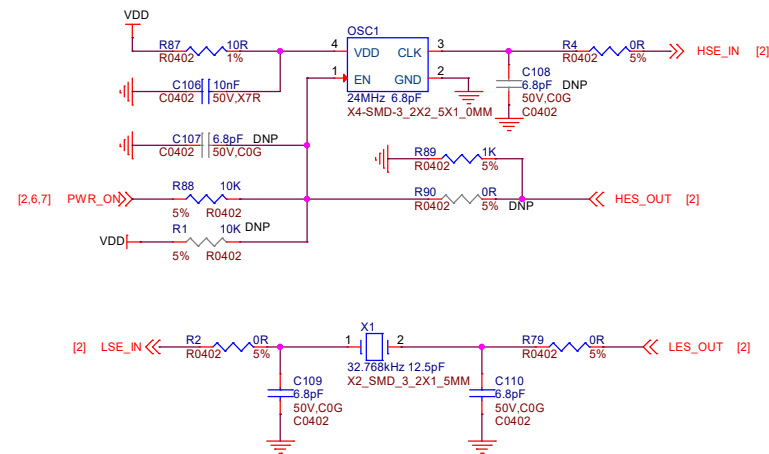 VDD
OSC1
R87 10R
R0402 1%
4 VDD CLK 3
R4 0R
R0402 5%
HSE_IN [2]
C106 10nF
C0402 50V,X7R
1 EN GND 2
24MHz 6.8pF
X4-SMD-3_2X2_5X1_0MM
C108
6.8pF DNP
50V,C0G
C0402
C107 6.8pF DNP
C0402 50V,C0G
R89 1K
R0402 5%
[2,6,7] PWR_ON
R88 10K
5% R0402
R90 0R
R0402 5% DNP
HES_OUT [2]
R1 10K DNP
VDD
5% R0402
X1
[2] LSE_IN
R2 0R
R0402 5%
1 2
32.768kHz 12.5pF
X2_SMD_3_2X1_5MM
R79 0R
R0402 5%
LES_OUT [2]
C109
6.8pF
50V,C0G
C0402
C110
6.8pF
50V,C0G
C0402